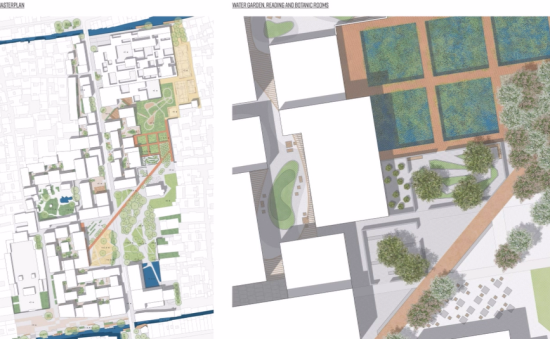 ASTERPLAN
WATER GARDEN, READING AND BOTANIC ROOMS